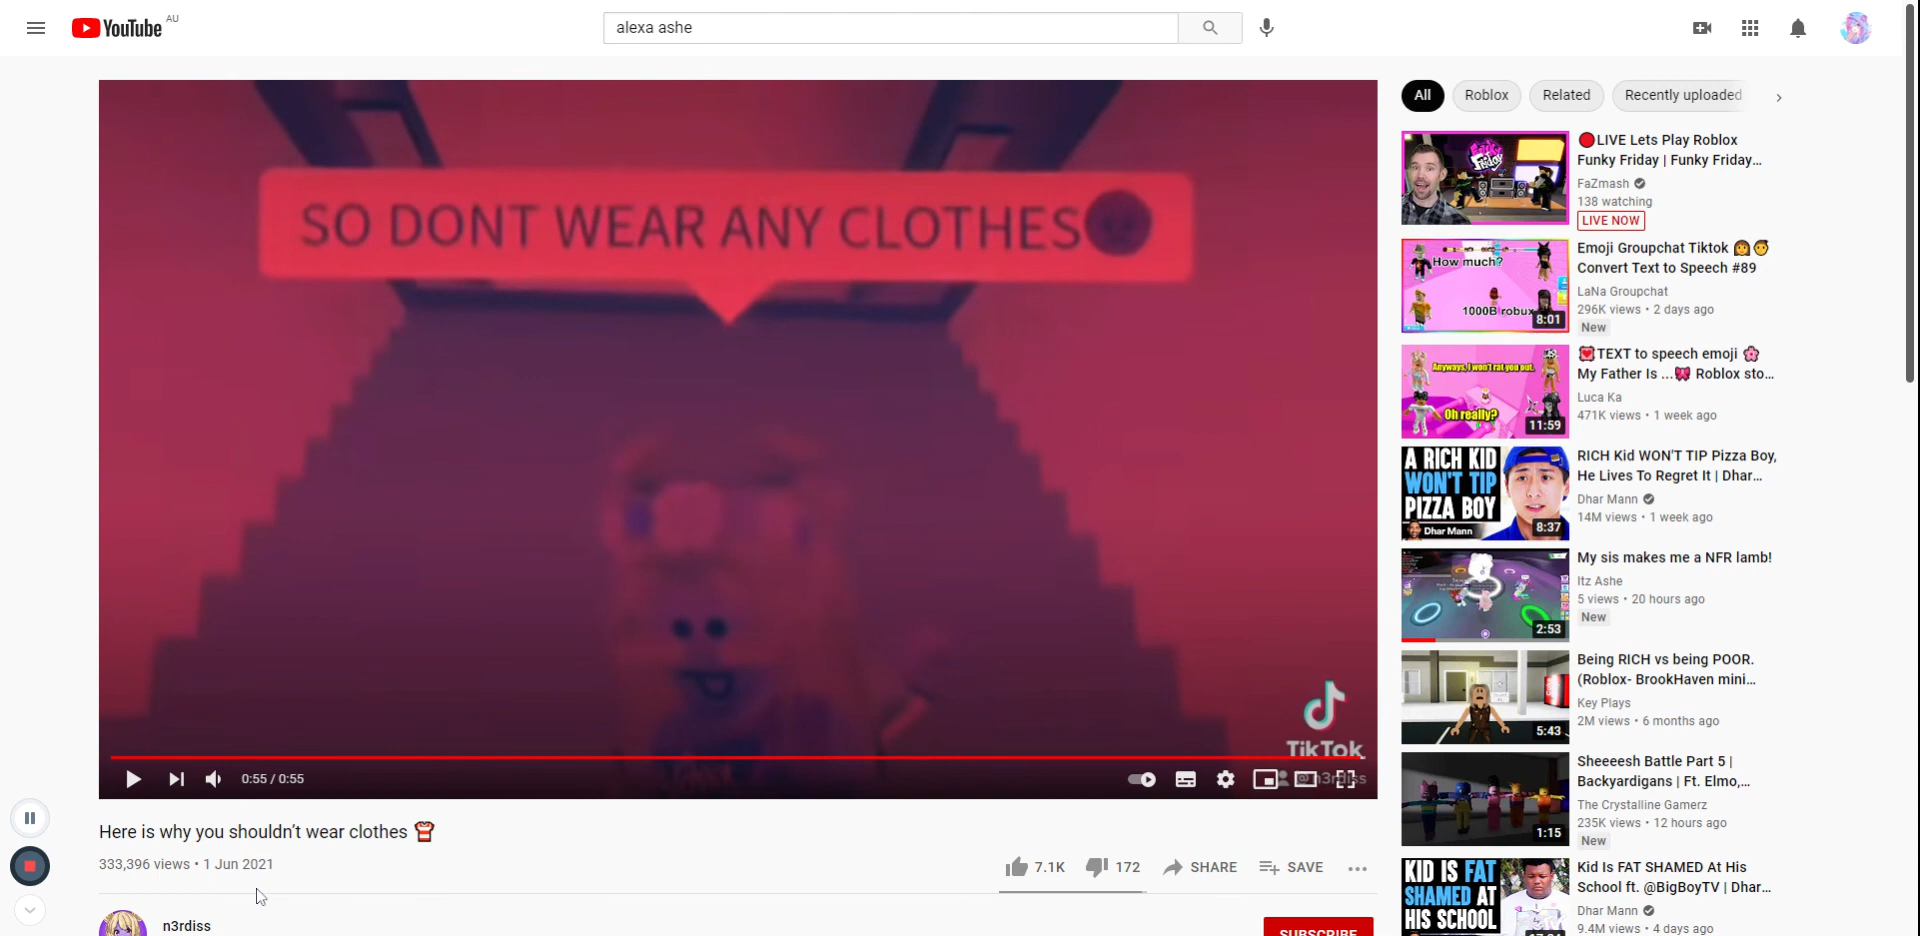 YouTube AU
alexa ashe
SO DONT WEAR ANY CLOTHES
TikTok
@n3rdiss
0:55 / 0:55
Here is why you shouldn't wear clothes
333,396 views • 1 Jun 2021
7.1K
172
SHARE
SAVE
n3rdiss
SUBSCRIBE
All
Roblox
Related
Recently uploaded
🔴LIVE Lets Play Roblox
Funky Friday | Funky Friday...
FaZmash
138 watching
LIVE NOW
Funky Friday
Emoji Groupchat Tiktok
Convert Text to Speech #89
LaNa Groupchat
296K views • 2 days ago
New
How much?
1000B robux
8:01
TEXT to speech emoji
My Father Is ... Roblox sto...
Luca Ka
471K views • 1 week ago
Anyways, I won't rat you out.
Oh really?
11:59
RICH Kid WON'T TIP Pizza Boy,
He Lives To Regret It | Dhar...
Dhar Mann
14M views • 1 week ago
A RICH KID
WON'T TIP
PIZZA BOY
Dhar Mann
8:37
My sis makes me a NFR lamb!
Itz Ashe
5 views • 20 hours ago
New
2:53
Being RICH vs being POOR.
(Roblox- BrookHaven mini...
Key Plays
2M views • 6 months ago
5:43
Sheeeesh Battle Part 5 |
Backyardigans | Ft. Elmo,...
The Crystalline Gamerz
235K views • 12 hours ago
New
1:15
Kid Is FAT SHAMED At His
School ft. @BigBoyTV | Dhar...
Dhar Mann
9.4M views • 4 days ago
KID IS FAT
SHAMED AT
HIS SCHOOL